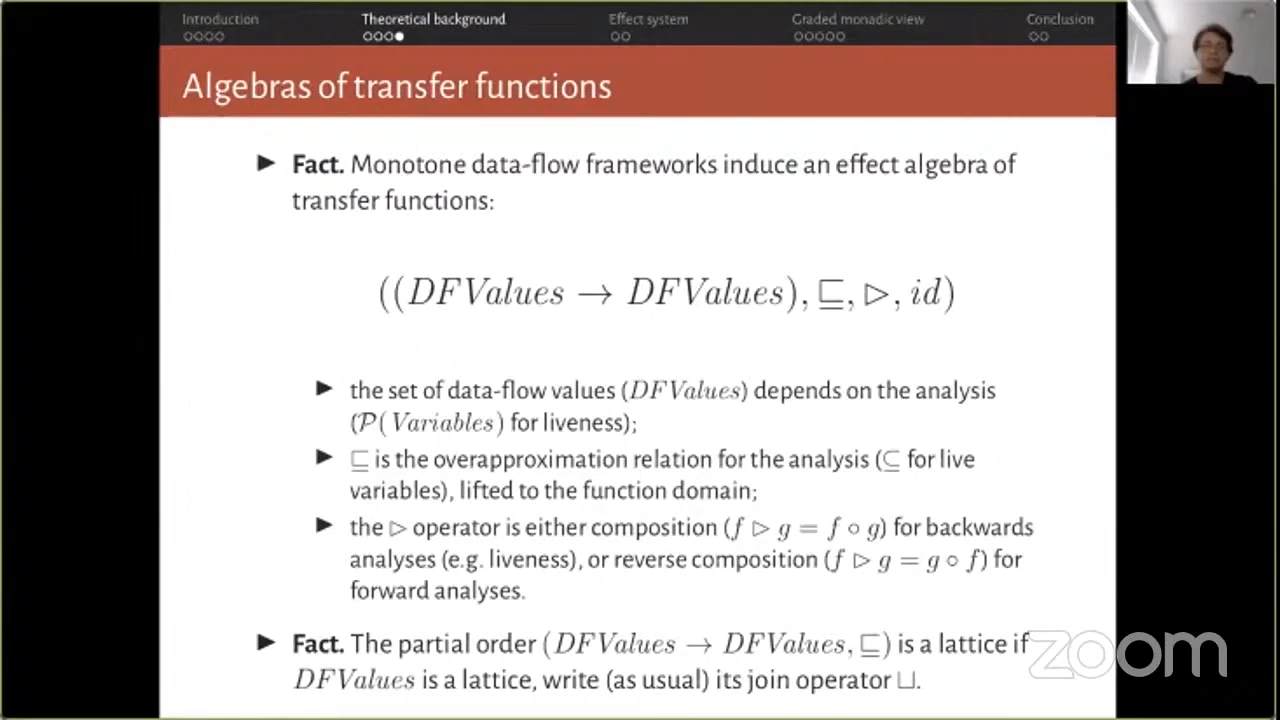 Introduction Theoretical background Effect system Graded monadic view Conclusion
Algebras of transfer functions
► Fact. Monotone data-flow frameworks induce an effect algebra of
transfer functions:
((DFValues → DFValues), ⊑, ▷, id)
► the set of data-flow values (DFValues) depends on the analysis
(𝒫(Variables) for liveness);
► ⊑ is the overapproximation relation for the analysis (⊆ for live
variables), lifted to the function domain;
► the ▷ operator is either composition (f ▷ g = f ∘ g) for backwards
analyses (e.g. liveness), or reverse composition (f ▷ g = g ∘ f) for
forward analyses.
► Fact. The partial order (DFValues → DFValues, ⊑) is a lattice if
DFValues is a lattice, write (as usual) its join operator ⊔.
zoom